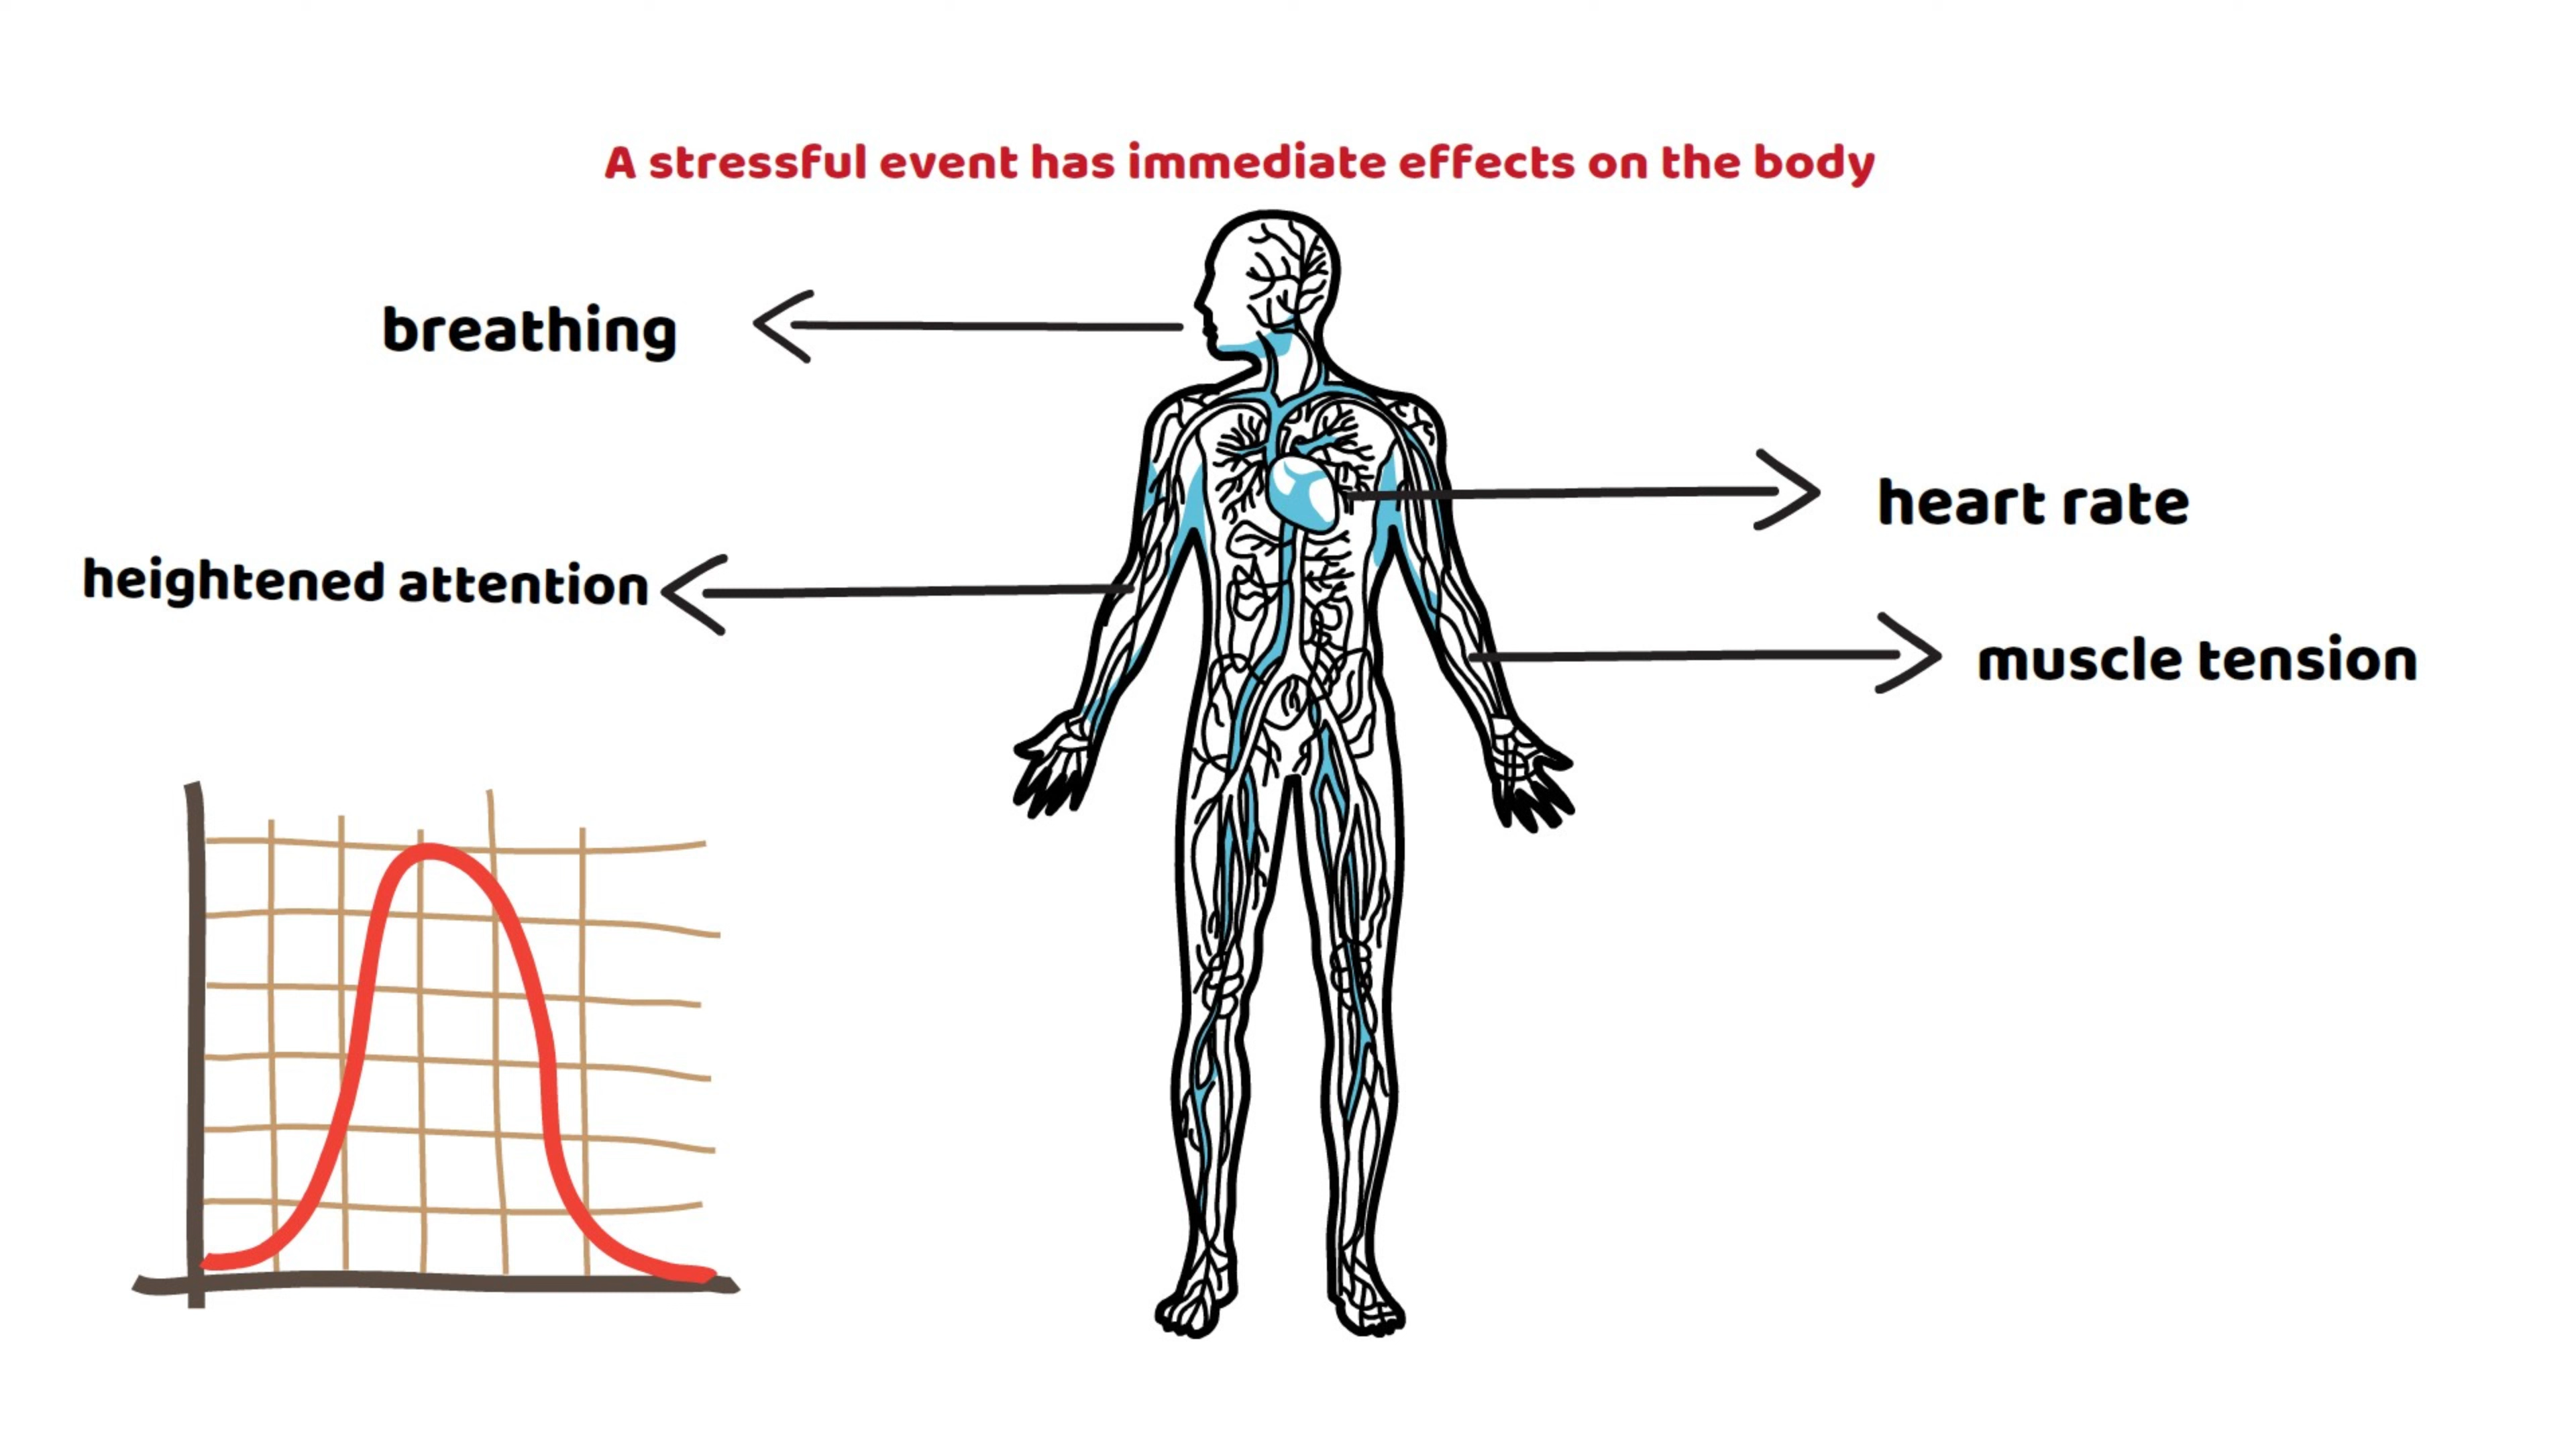 A stressful event has immediate effects on the body
breathing
heart rate
heightened attention
muscle tension